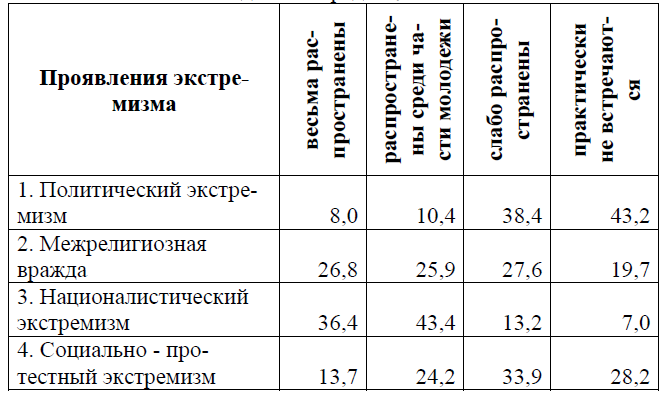 Проявления экстре-
мизма
весьма рас-
пространены
распростране-
ны среди ча-
сти молодежи
слабо распро-
странены
практически
не встречают-
ся
1. Политический экстре-
мизм 8,0 10,4 38,4 43,2
2. Межрелигиозная
вражда 26,8 25,9 27,6 19,7
3. Националистический
экстремизм 36,4 43,4 13,2 7,0
4. Социально - про-
тестный экстремизм 13,7 24,2 33,9 28,2